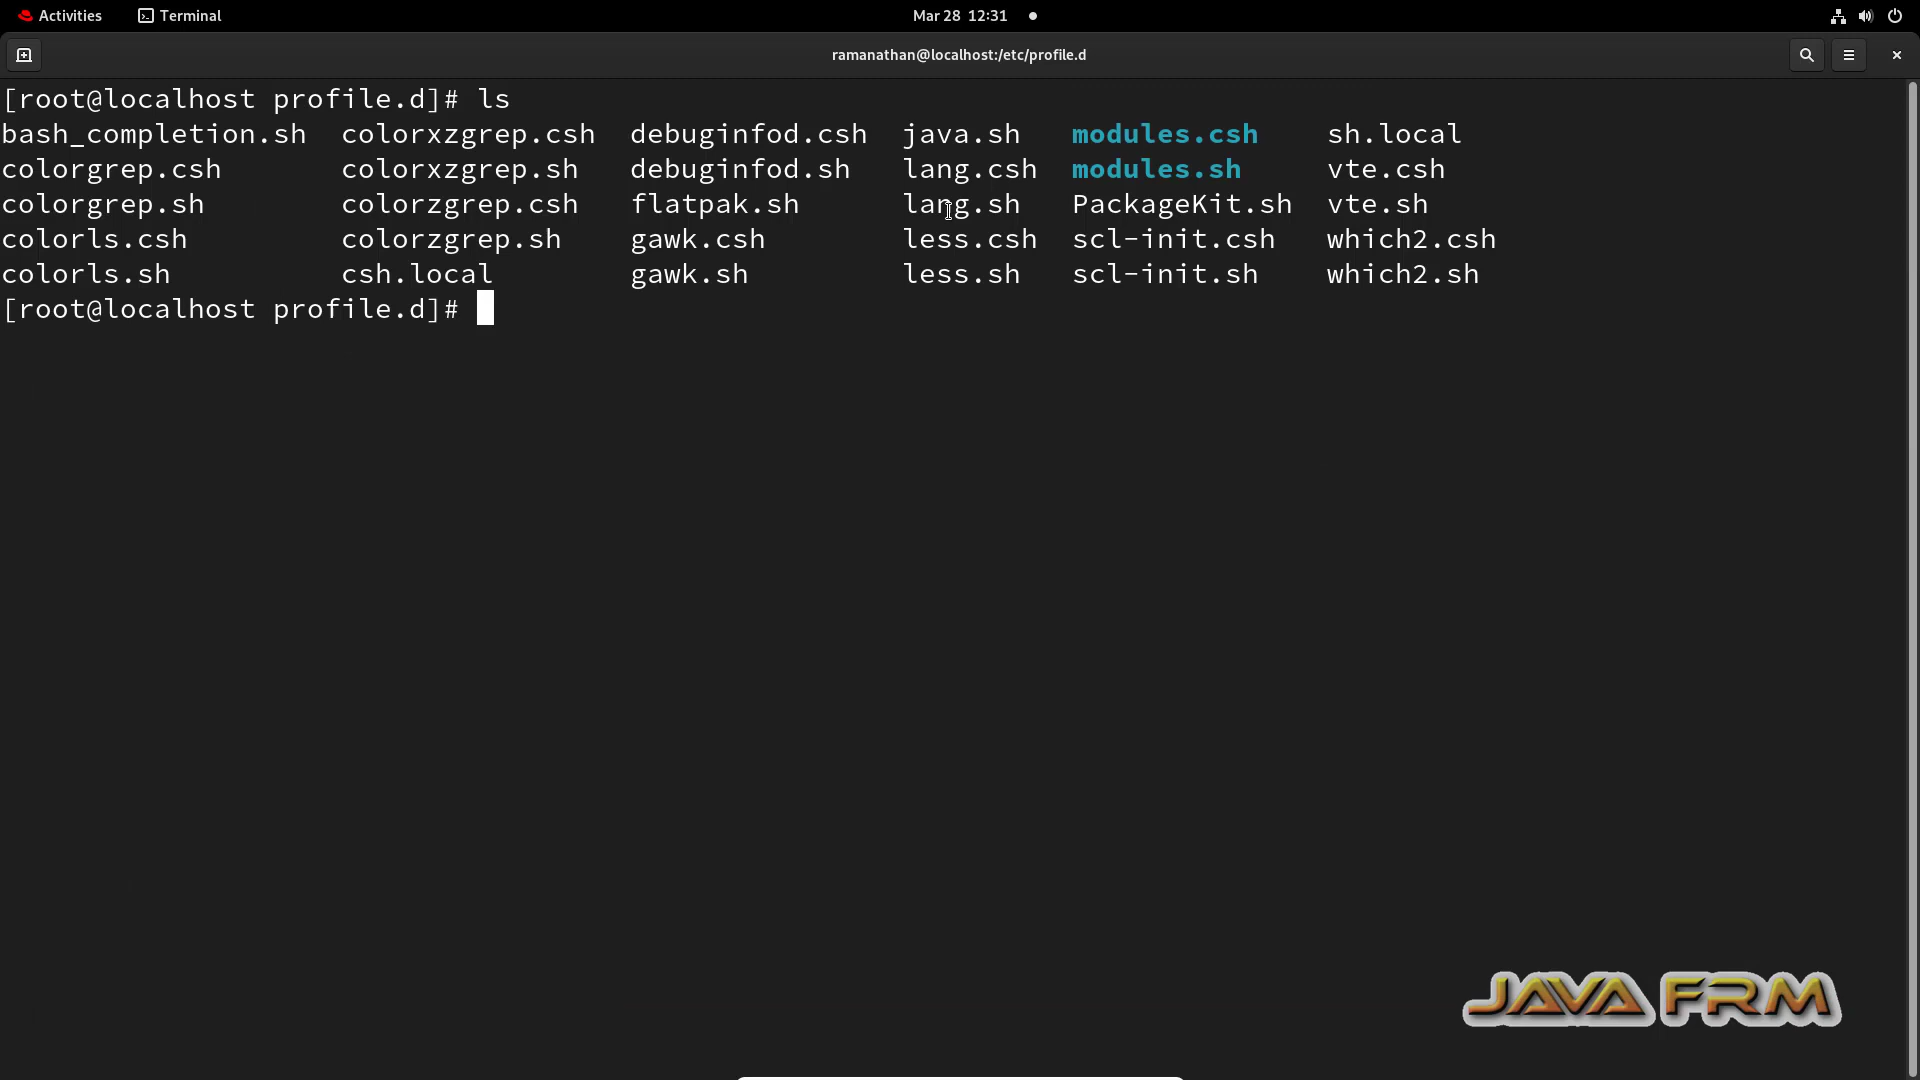 Activities Terminal Mar 28 12:31
ramanathan@localhost:/etc/profile.d
[root@localhost profile.d]# ls
bash_completion.sh colorxzgrep.csh debuginfod.csh java.sh modules.csh sh.local
colorgrep.csh colorxzgrep.sh debuginfod.sh lang.csh modules.sh vte.csh
colorgrep.sh colorzgrep.csh flatpak.sh lang.sh PackageKit.sh vte.sh
colorls.csh colorzgrep.sh gawk.csh less.csh scl-init.csh which2.csh
colorls.sh csh.local gawk.sh less.sh scl-init.sh which2.sh
[root@localhost profile.d]#
JAVA FRM